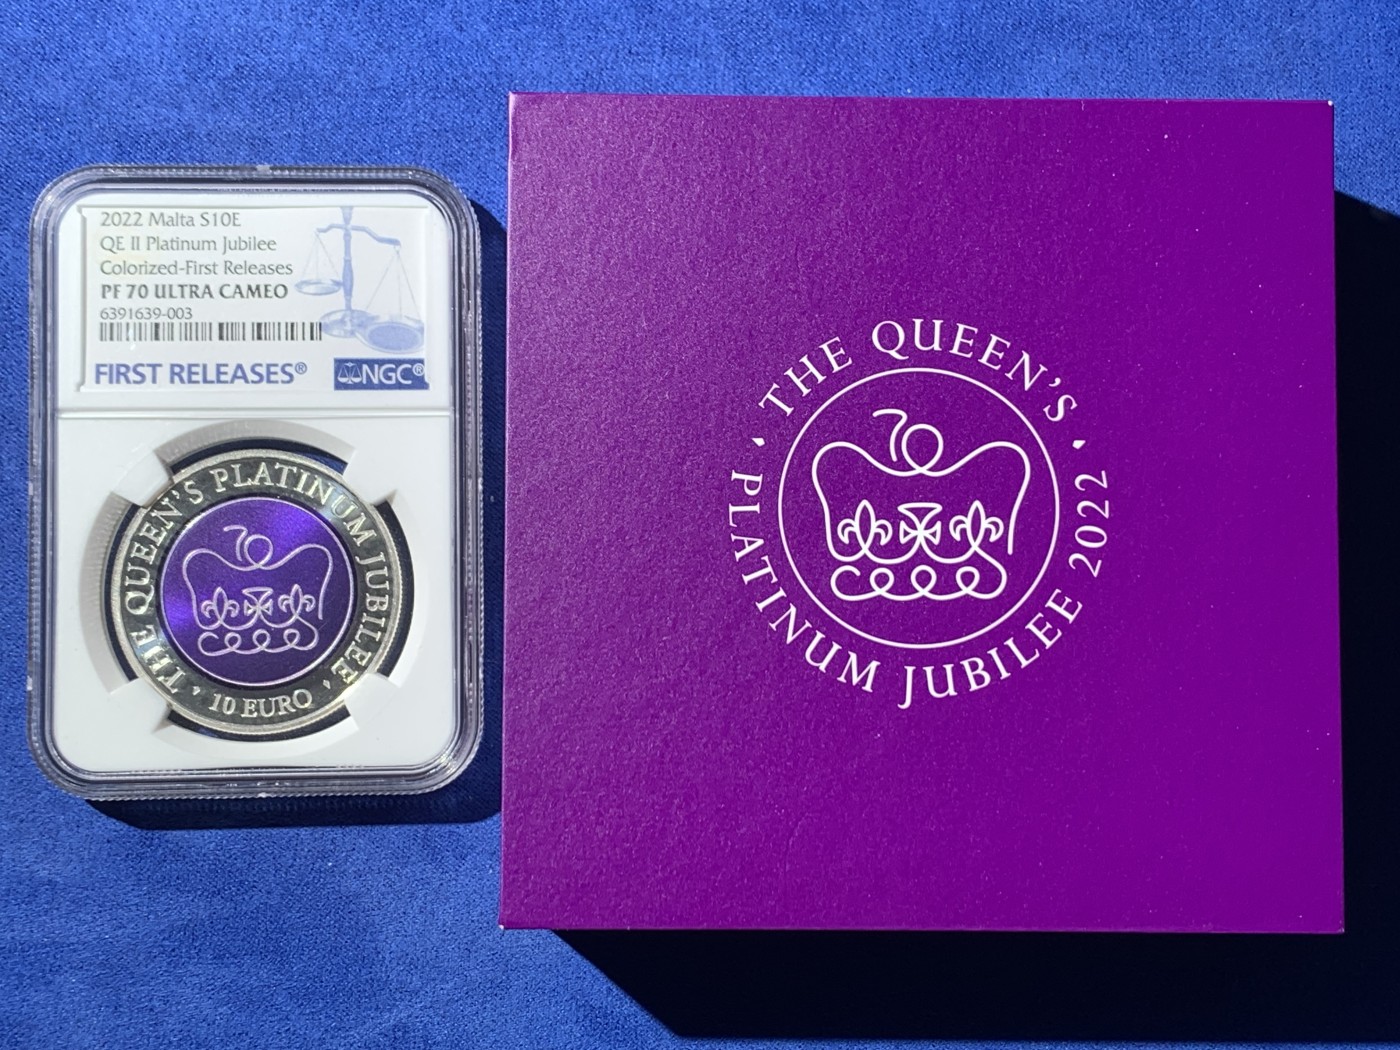 2022 Malta S10E
QE II Platinum Jubilee
Colorized-First Releases
PF 70 ULTRA CAMEO
6391639-003
FIRST RELEASES®
NGC®
THE QUEEN'S PLATINUM JUBILEE
· 10 EURO ·
70
· THE QUEEN'S ·
PLATINUM JUBILEE 2022
70